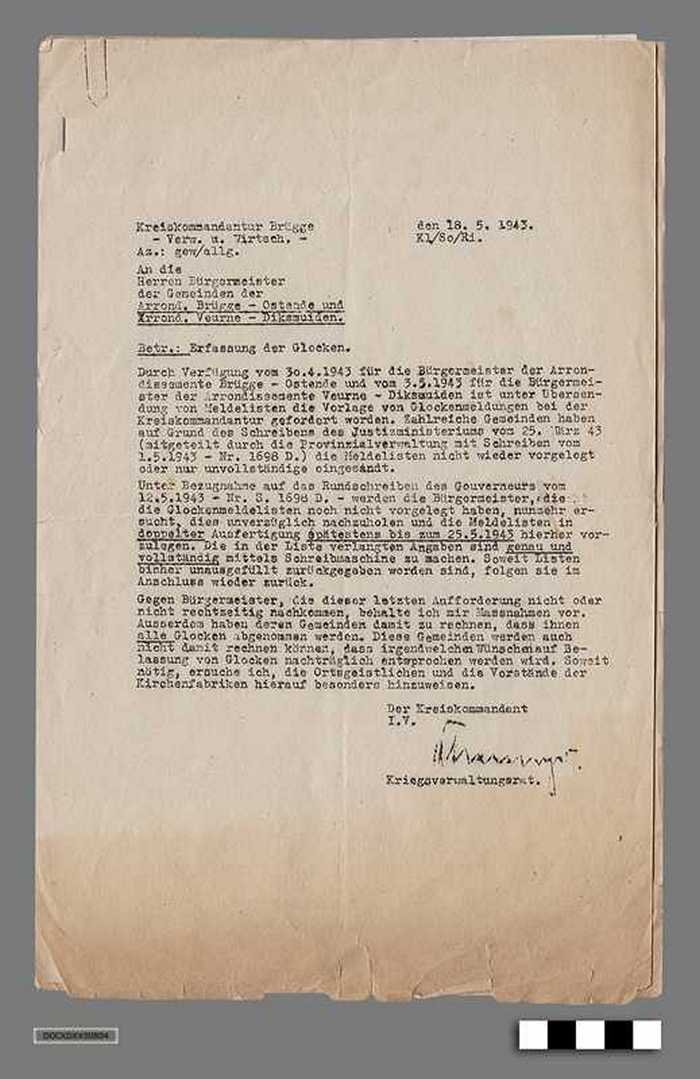 Kreiskommandantur Brügge
- Verw. u. Wirtsch. -
Az.: gew/allg.
den 18. 5. 1943.
Kl/So/Ri.
An die
Herren Bürgermeister
der Gemeinden der
Arrond. Brügge - Ostende und
Arrond. Veurne - Diksmuiden.
Betr.: Erfassung der Glocken.
Durch Verfügung vom 30.4.1943 für die Bürgermeister der Arron-
dissemente Brügge - Ostende und vom 3.5.1943 für die Bürgermei-
ster der Arrondissemente Veurne - Diksmuiden ist unter Übersen-
dung von Meldelisten die Vorlage von Glockenmeldungen bei der
Kreiskommandantur gefordert worden. Zahlreiche Gemeinden haben
auf Grund des Schreibens des Justizministeriums vom 25. März 43
(mitgeteilt durch die Provinzialverwaltung mit Schreiben vom
1.5.1943 - Nr. 1698 D.) die Meldelisten nicht wieder vorgelegt
oder nur unvollständige eingesandt.
Unter Bezugnahme auf das Rundschreiben des Gouverneurs vom
12.5.1943 - Nr. S. 1698 D. - werden die Bürgermeister, die
die Glockenmeldelisten noch nicht vorgelegt haben, nunmehr er-
sucht, dies unverzüglich nachzuholen und die Meldelisten in
doppelter Ausfertigung spätestens bis zum 25.5.1943 hierher vor-
zulegen. Die in der Liste verlangten Angaben sind genau und
vollständig mittels Schreibmaschine zu machen. Soweit Listen
bisher unausgefüllt zurückgegeben worden sind, folgen sie im
Anschluss wieder zurück.
Gegen Bürgermeister, die dieser letzten Aufforderung nicht oder
nicht rechtzeitig nachkommen, behalte ich mir Massnahmen vor.
Ausserdem haben deren Gemeinden damit zu rechnen, dass ihnen
alle Glocken abgenommen werden. Diese Gemeinden werden auch
nicht damit rechnen können, dass irgendwelchen Wünschen auf Be-
lassung von Glocken nachträglich entsprochen werden wird. Soweit
nötig, ersuche ich, die Ortsgeistlichen und die Vorstände der
Kirchenfabriken hierauf besonders hinzuweisen.
Der Kreiskommandant
I.V.
Kriegsverwaltungsrat.